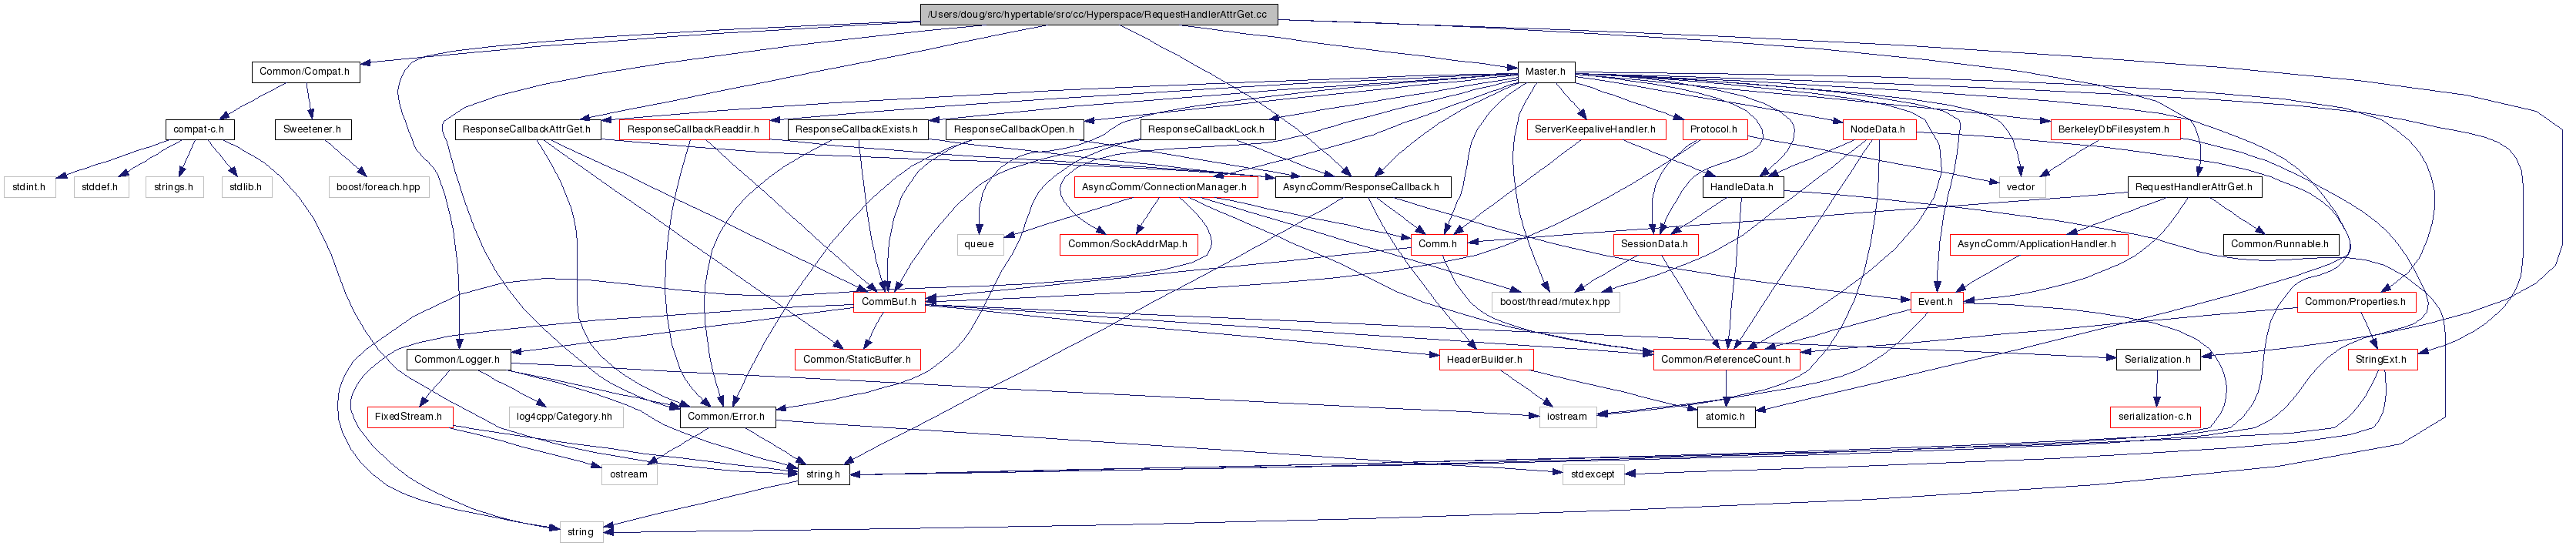 /Users/doug/src/hypertable/src/cc/Hyperspace/RequestHandlerAttrGet.cc
Common/Compat.h
Master.h
compat-c.h
Sweetener.h
ResponseCallbackAttrGet.h
ResponseCallbackReaddir.h
ResponseCallbackExists.h
ResponseCallbackOpen.h
ResponseCallbackLock.h
ServerKeepaliveHandler.h
Protocol.h
NodeData.h
BerkeleyDbFilesystem.h
stdint.h
stddef.h
strings.h
stdlib.h
boost/foreach.hpp
AsyncComm/ConnectionManager.h
AsyncComm/ResponseCallback.h
HandleData.h
vector
RequestHandlerAttrGet.h
queue
Common/SockAddrMap.h
Comm.h
SessionData.h
AsyncComm/ApplicationHandler.h
Common/Runnable.h
CommBuf.h
boost/thread/mutex.hpp
Event.h
Common/Properties.h
Common/Logger.h
Common/StaticBuffer.h
HeaderBuilder.h
Common/ReferenceCount.h
Serialization.h
StringExt.h
FixedStream.h
log4cpp/Category.hh
Common/Error.h
iostream
atomic.h
serialization-c.h
ostream
string.h
stdexcept
string